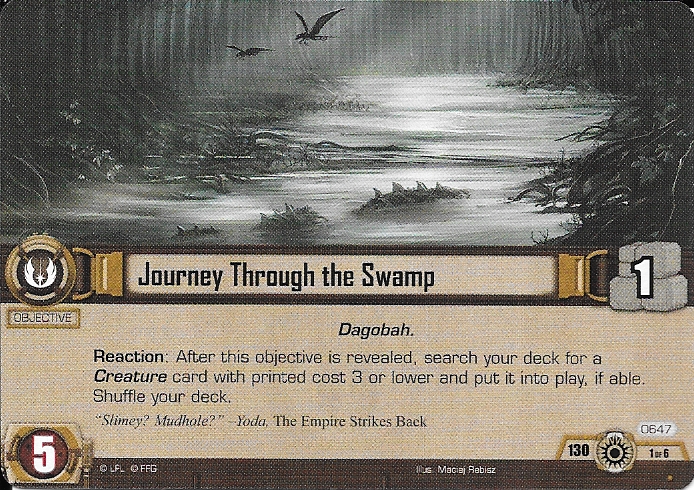 Journey Through the Swamp
1
OBJECTIVE
Dagobah.
Reaction: After this objective is revealed, search your deck for a
Creature card with printed cost 3 or lower and put it into play, if able.
Shuffle your deck.
"Slimey? Mudhole?" –Yoda, The Empire Strikes Back
5
© LFL © FFG
Illus. Maciej Rebisz
130
0647
1 OF 6